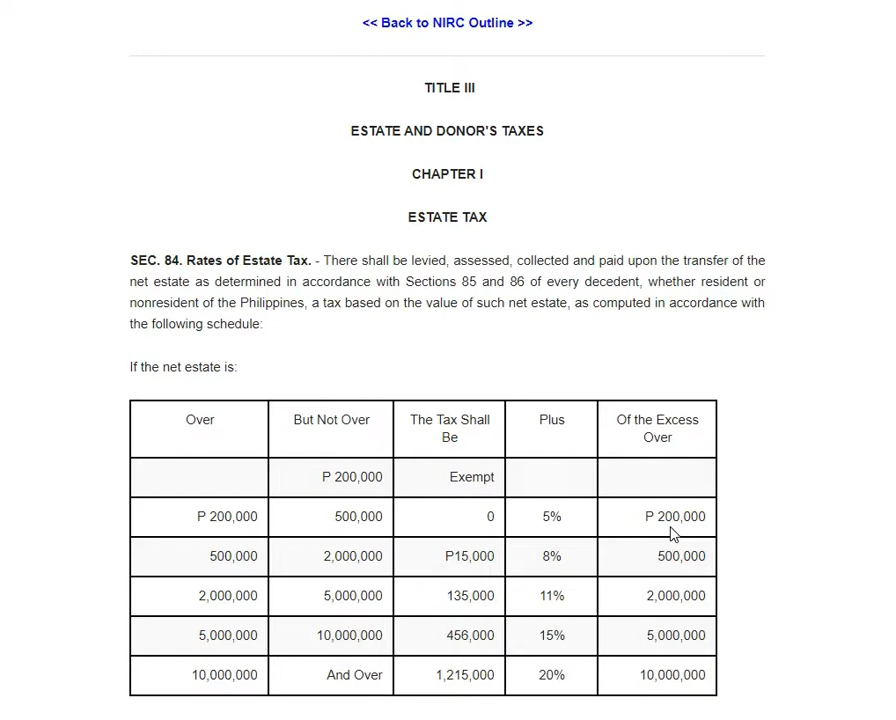 << Back to NIRC Outline >>
TITLE III
ESTATE AND DONOR'S TAXES
CHAPTER I
ESTATE TAX
SEC. 84. Rates of Estate Tax. - There shall be levied, assessed, collected and paid upon the transfer of the
net estate as determined in accordance with Sections 85 and 86 of every decedent, whether resident or
nonresident of the Philippines, a tax based on the value of such net estate, as computed in accordance with
the following schedule:
If the net estate is:
Over But Not Over The Tax Shall Be Plus Of the Excess Over
P 200,000 Exempt
P 200,000 500,000 0 5% P 200,000
500,000 2,000,000 P15,000 8% 500,000
2,000,000 5,000,000 135,000 11% 2,000,000
5,000,000 10,000,000 456,000 15% 5,000,000
10,000,000 And Over 1,215,000 20% 10,000,000